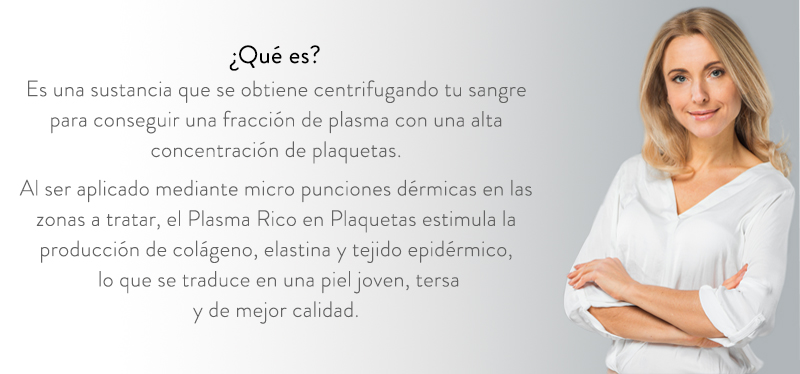 ¿Qué es?
Es una sustancia que se obtiene centrifugando tu sangre
para conseguir una fracción de plasma con una alta
concentración de plaquetas.
Al ser aplicado mediante micro punciones dérmicas en las
zonas a tratar, el Plasma Rico en Plaquetas estimula la
producción de colágeno, elastina y tejido epidérmico,
lo que se traduce en una piel joven, tersa
y de mejor calidad.